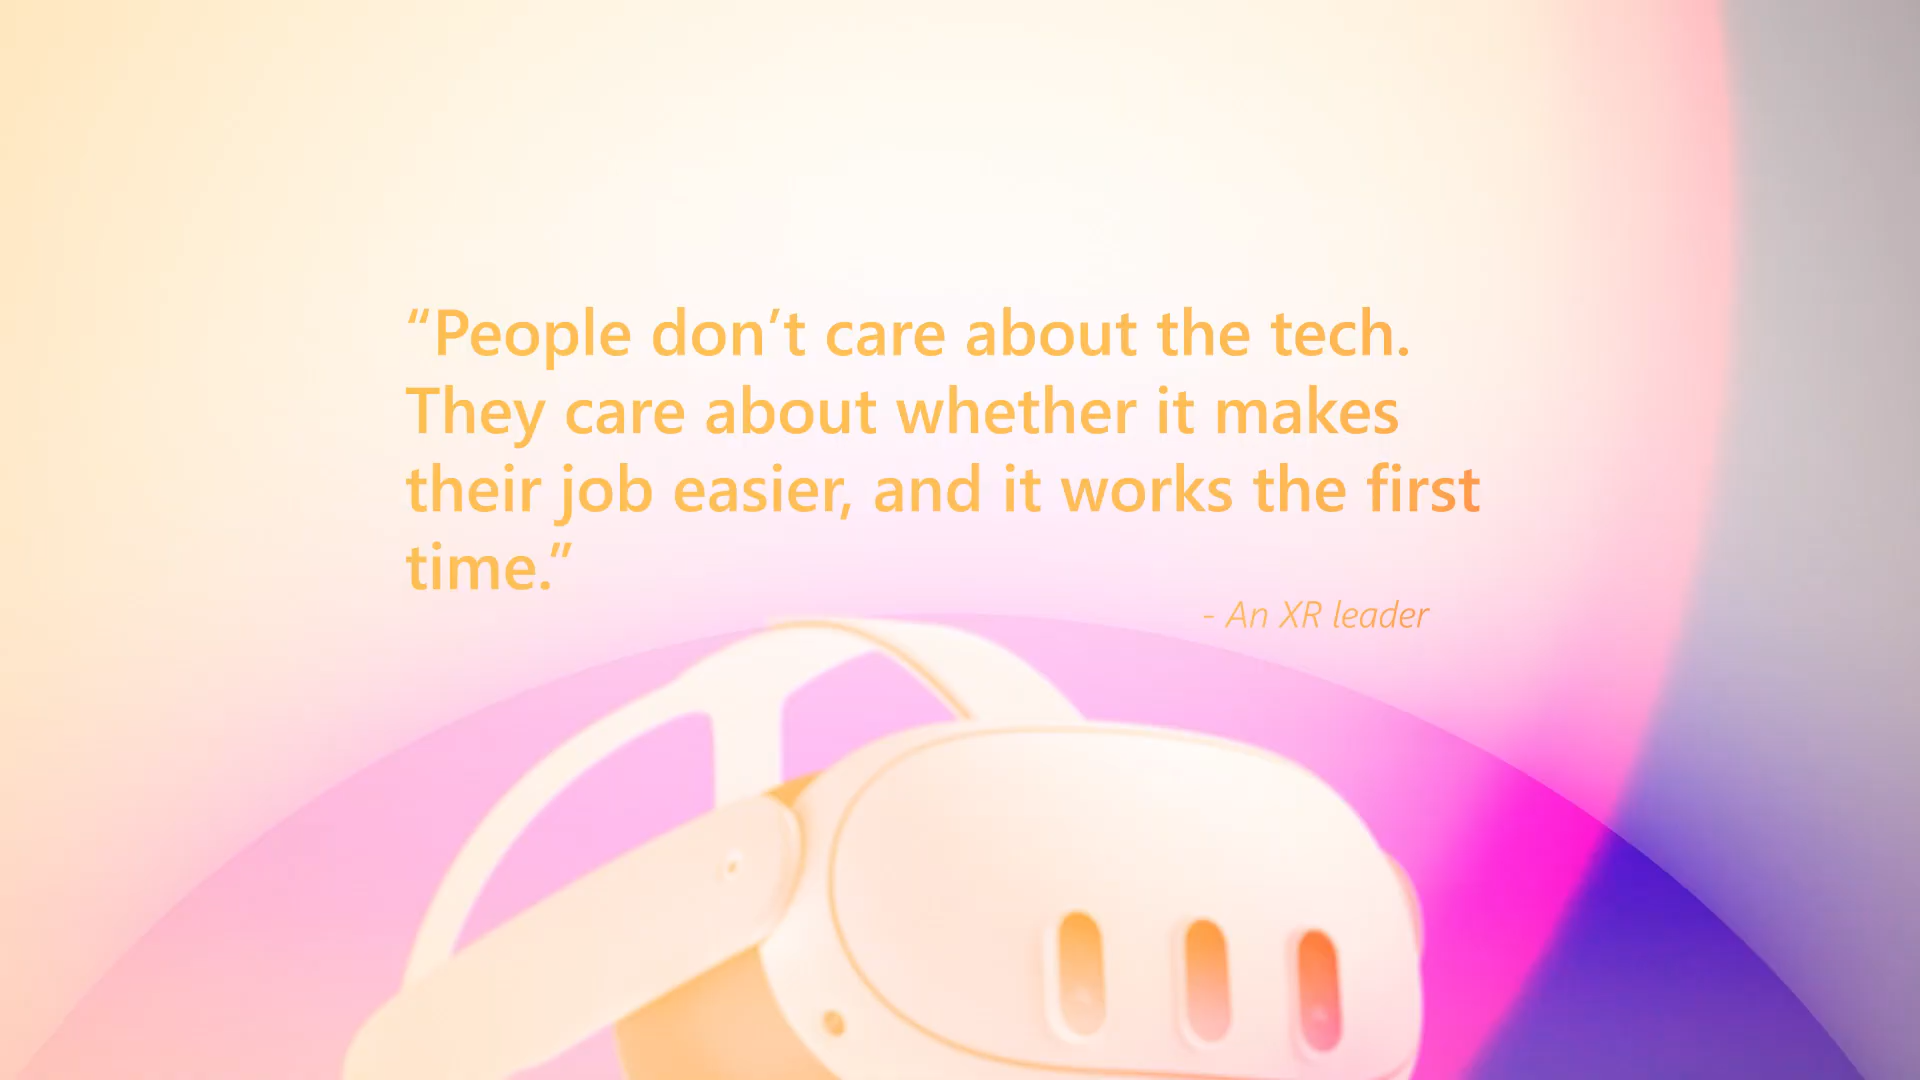 “People don’t care about the tech.
They care about whether it makes
their job easier, and it works the first
time.”
- An XR leader